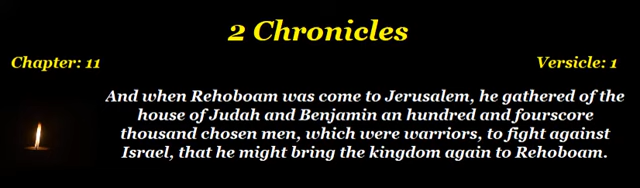 2 Chronicles
Chapter: 11 Versicle: 1
And when Rehoboam was come to Jerusalem, he gathered of the
house of Judah and Benjamin an hundred and fourscore
thousand chosen men, which were warriors, to fight against
Israel, that he might bring the kingdom again to Rehoboam.